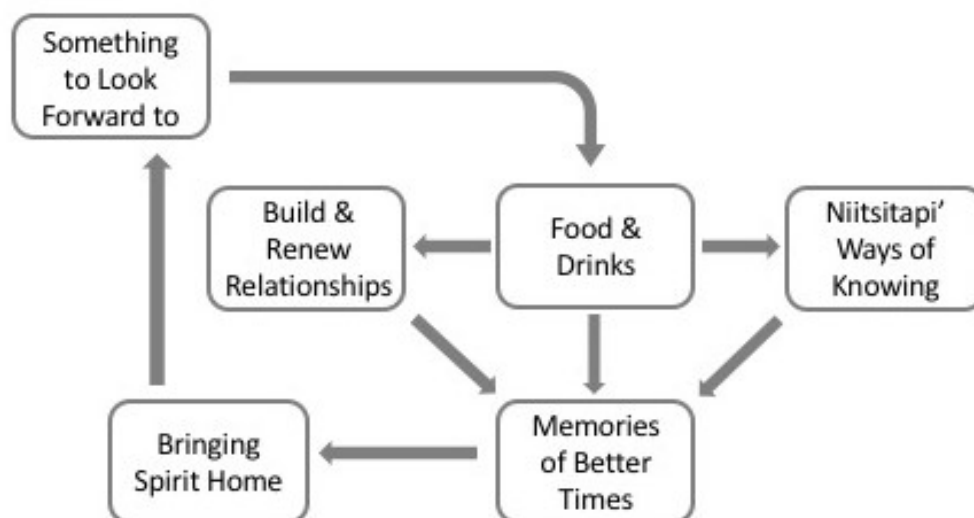 Something
to Look
Forward to
Build &
Renew
Relationships
Food &
Drinks
Niitsitapi’
Ways of
Knowing
Bringing
Spirit Home
Memories
of Better
Times